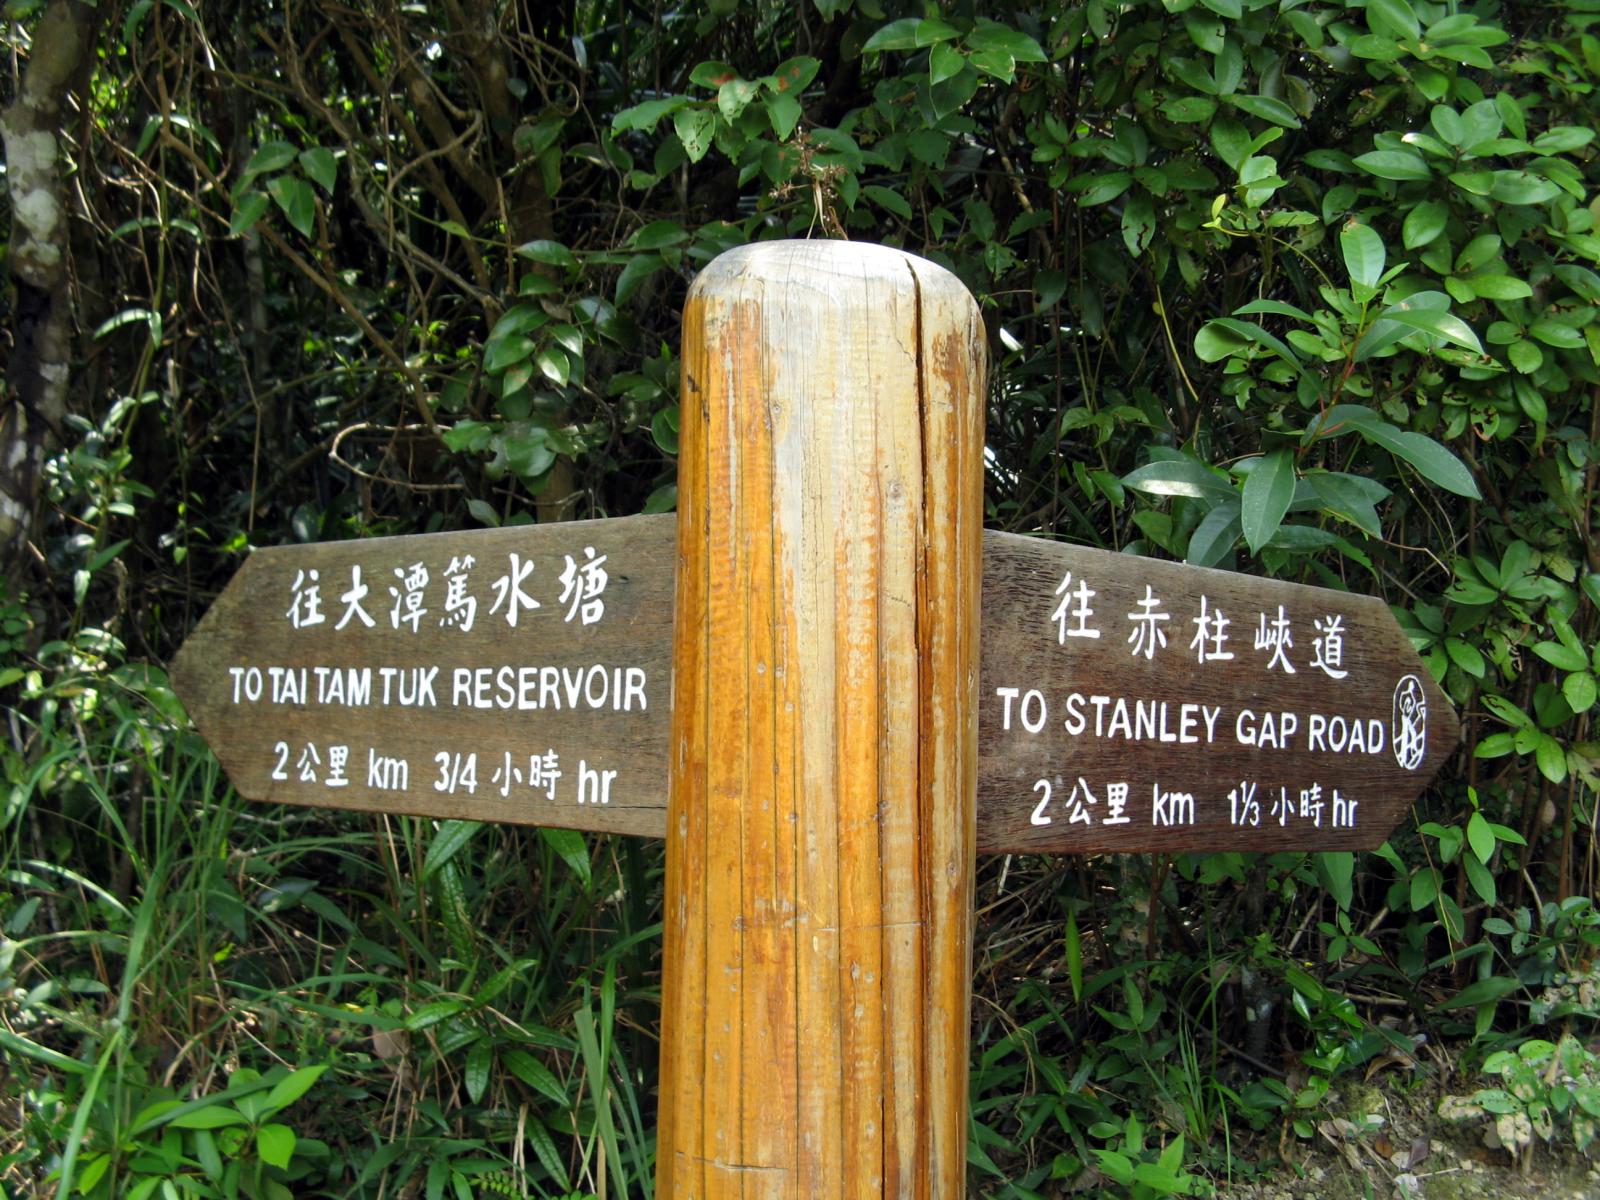 往大潭篤水塘
TO TAI TAM TUK RESERVOIR
2公里 km 3/4 小時 hr
往赤柱峽道
TO STANLEY GAP ROAD
2公里 km 1⅓ 小時 hr